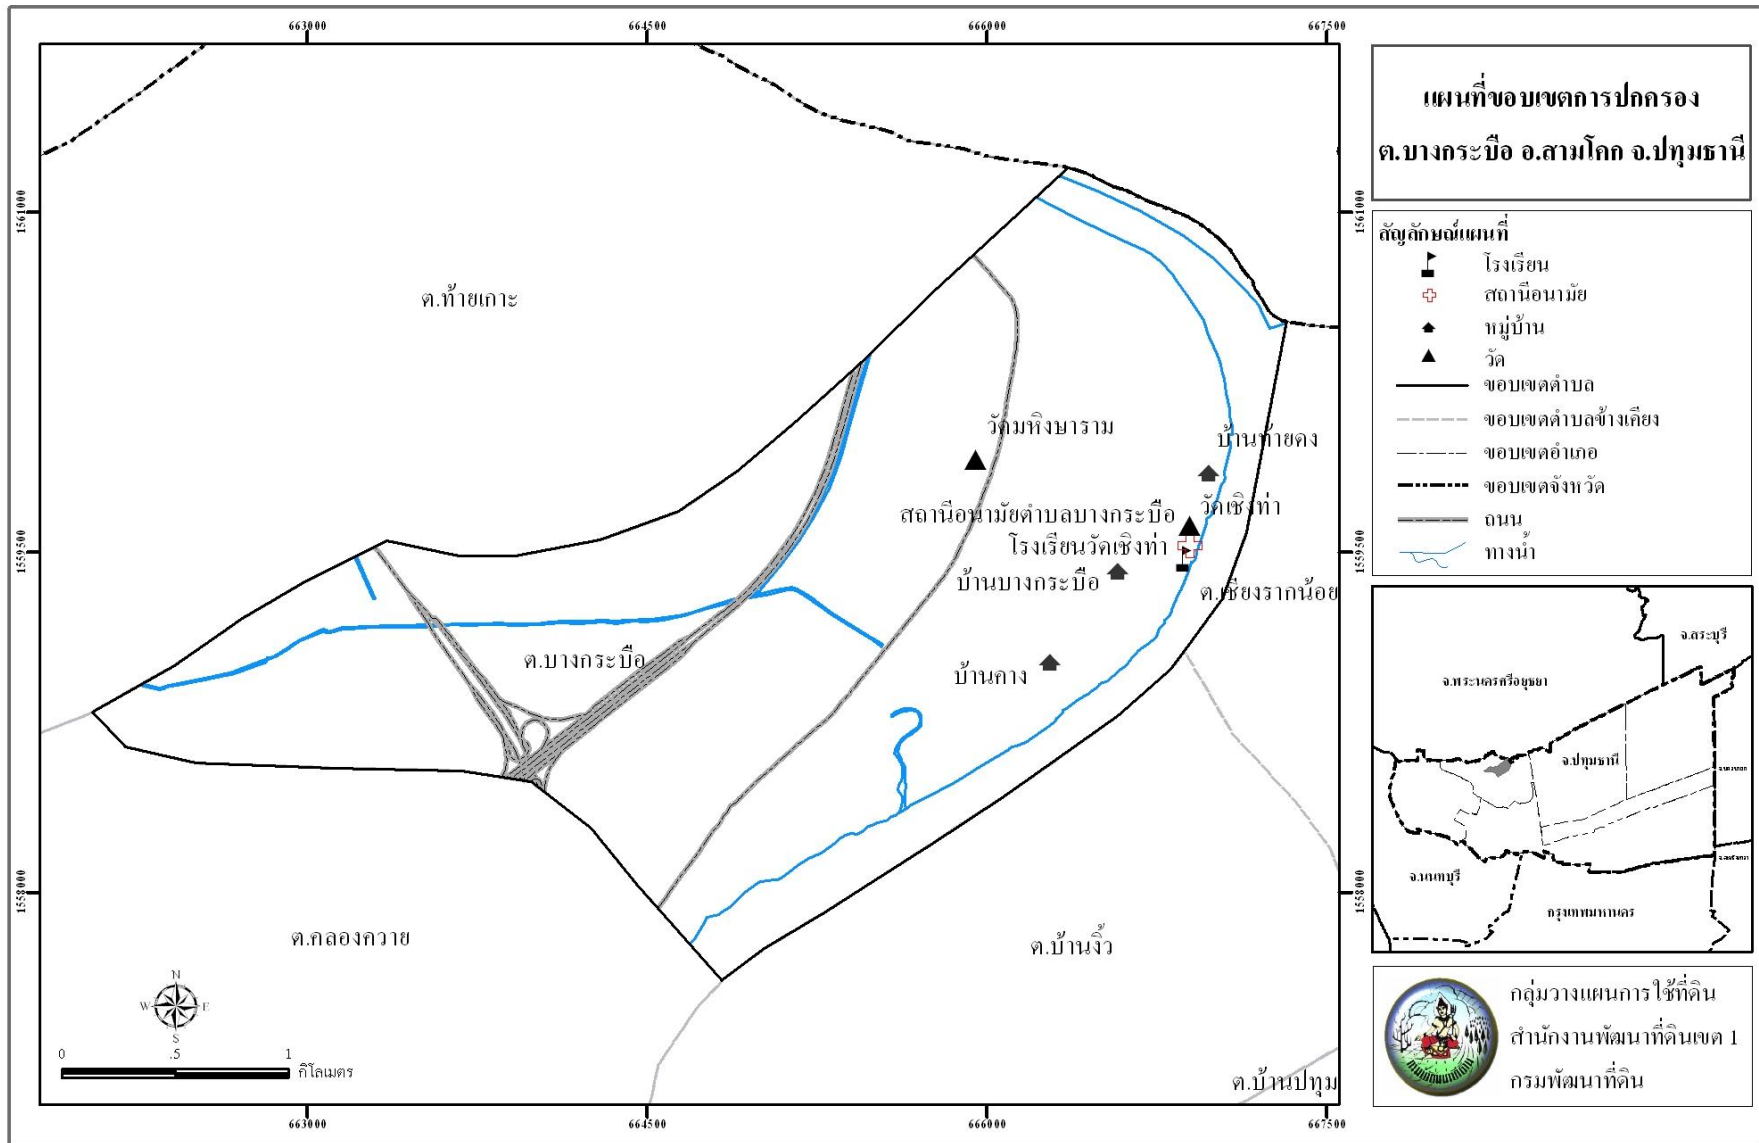 663000
664500
666000
667500
แผนที่ขอบเขตการปกครอง
ต.บางกระบือ อ.สามโคก จ.ปทุมธานี
1561000
1561000
สัญลักษณ์แผนที่
โรงเรียน
สถานีอนามัย
หมู่บ้าน
วัด
ขอบเขตตำบล
ขอบเขตตำบลข้างเคียง
ขอบเขตอำเภอ
ขอบเขตจังหวัด
ถนน
ทางน้ำ
ต.ท้ายเกาะ
วัดมหิงษาราม
บ้านท้ายดง
วัดเชิงท่า
สถานีอนามัยตำบลบางกระบือ
โรงเรียนวัดเชิงท่า
1559500
1559500
บ้านบางกระบือ
ต.เชียงรากน้อย
ต.บางกระบือ
บ้านคาง
จ.สระบุรี
จ.พระนครศรีอยุธยา
จ.ปทุมธานี
จ.นนทบุรี
กรุงเทพมหานคร
1558000
1558000
ต.คลองควาย
ต.บ้านงิ้ว
ต.บ้านปทุม
N
W
E
S
0
.5
1
กิโลเมตร
กลุ่มวางแผนการใช้ที่ดิน
สำนักงานพัฒนาที่ดินเขต 1
กรมพัฒนาที่ดิน
กรมพัฒนาที่ดิน
663000
664500
666000
667500